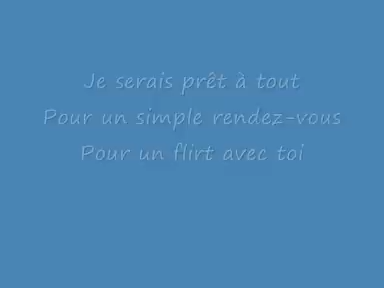 Je serais prêt à tout
Pour un simple rendez-vous
Pour un flirt avec toi